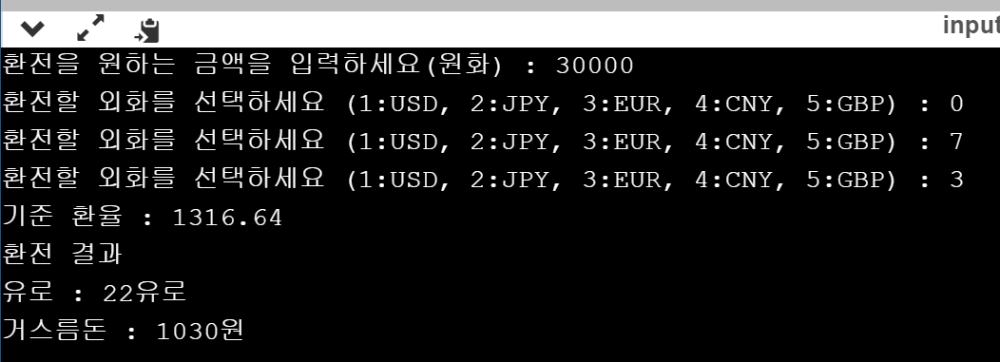 input
환전을 원하는 금액을 입력하세요(원화) : 30000
환전할 외화를 선택하세요 (1:USD, 2:JPY, 3:EUR, 4:CNY, 5:GBP) : 0
환전할 외화를 선택하세요 (1:USD, 2:JPY, 3:EUR, 4:CNY, 5:GBP) : 7
환전할 외화를 선택하세요 (1:USD, 2:JPY, 3:EUR, 4:CNY, 5:GBP) : 3
기준 환율 : 1316.64
환전 결과
유로 : 22유로
거스름돈 : 1030원